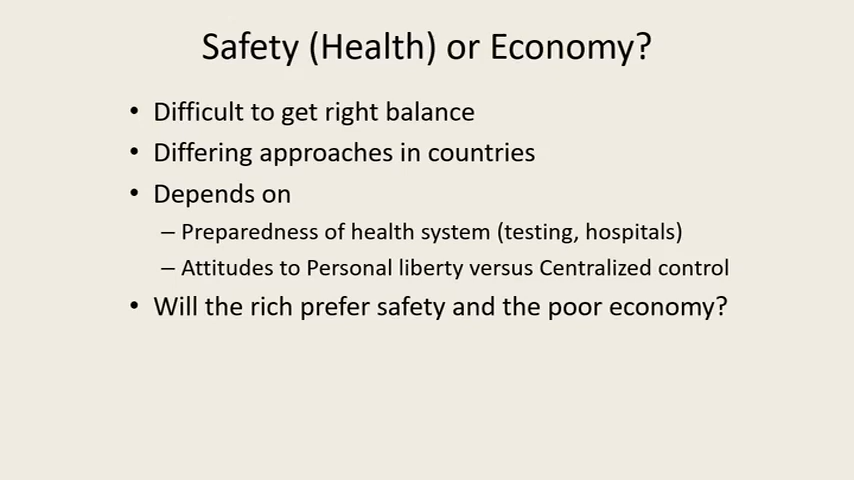 Safety (Health) or Economy?
• Difficult to get right balance
• Differing approaches in countries
• Depends on
– Preparedness of health system (testing, hospitals)
– Attitudes to Personal liberty versus Centralized control
• Will the rich prefer safety and the poor economy?